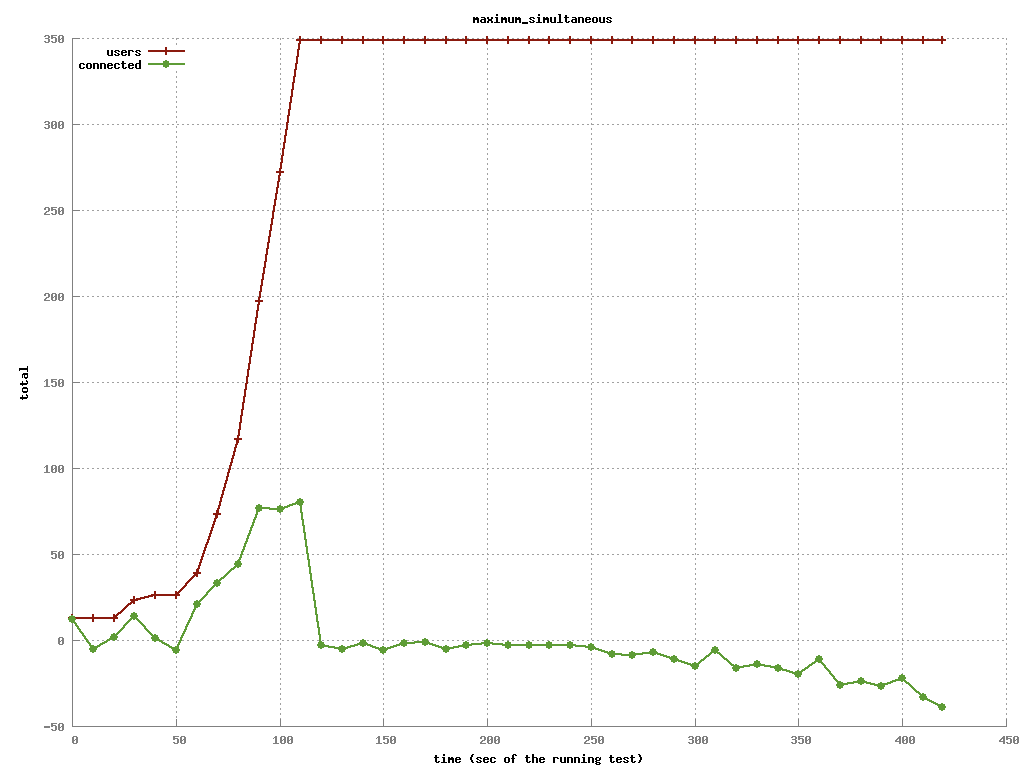 maximum_simultaneous
350
users
connected
300
250
200
150
total
100
50
0
-50
0 50 100 150 200 250 300 350 400 450
time (sec of the running test)